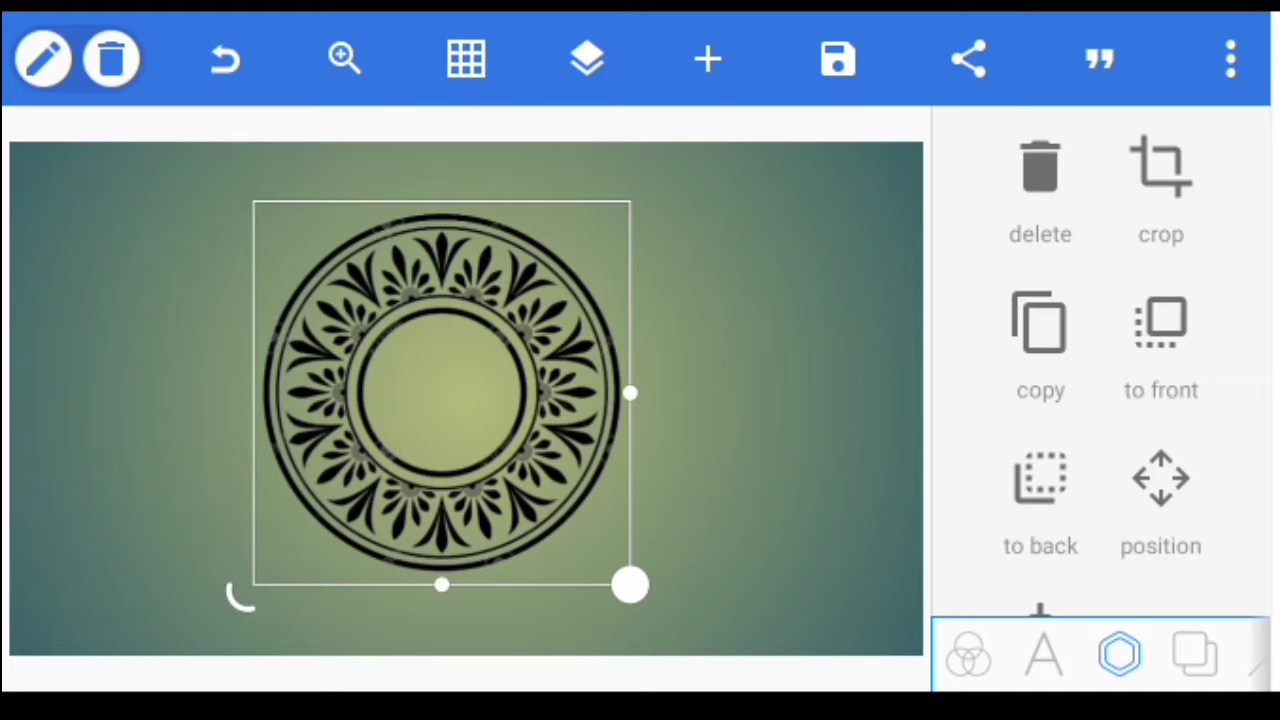 delete
crop
copy
to front
to back
position